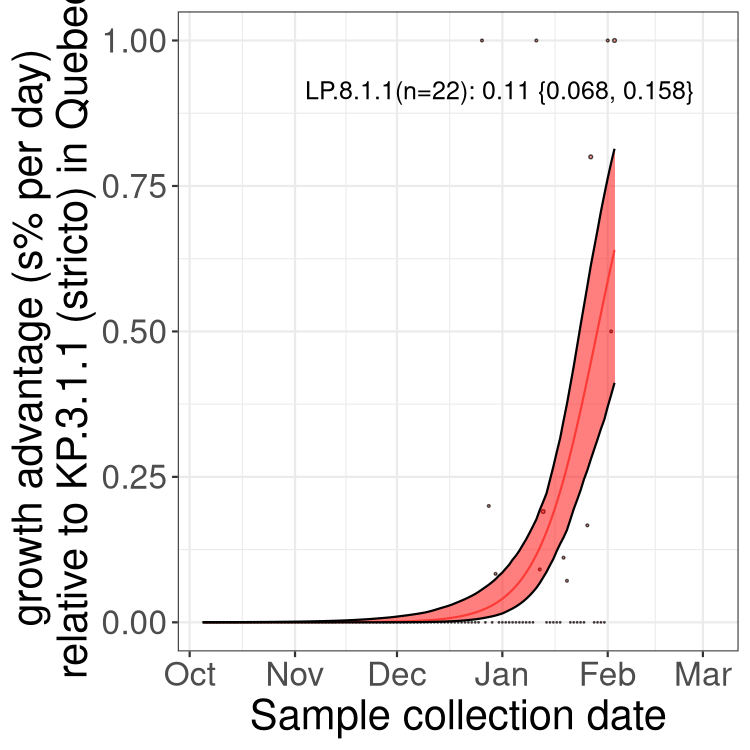 growth advantage (s% per day)
relative to KP.3.1.1 (stricto) in Quebec
1.00
0.75
0.50
0.25
0.00
LP.8.1.1(n=22): 0.11 {0.068, 0.158}
Oct Nov Dec Jan Feb Mar
Sample collection date